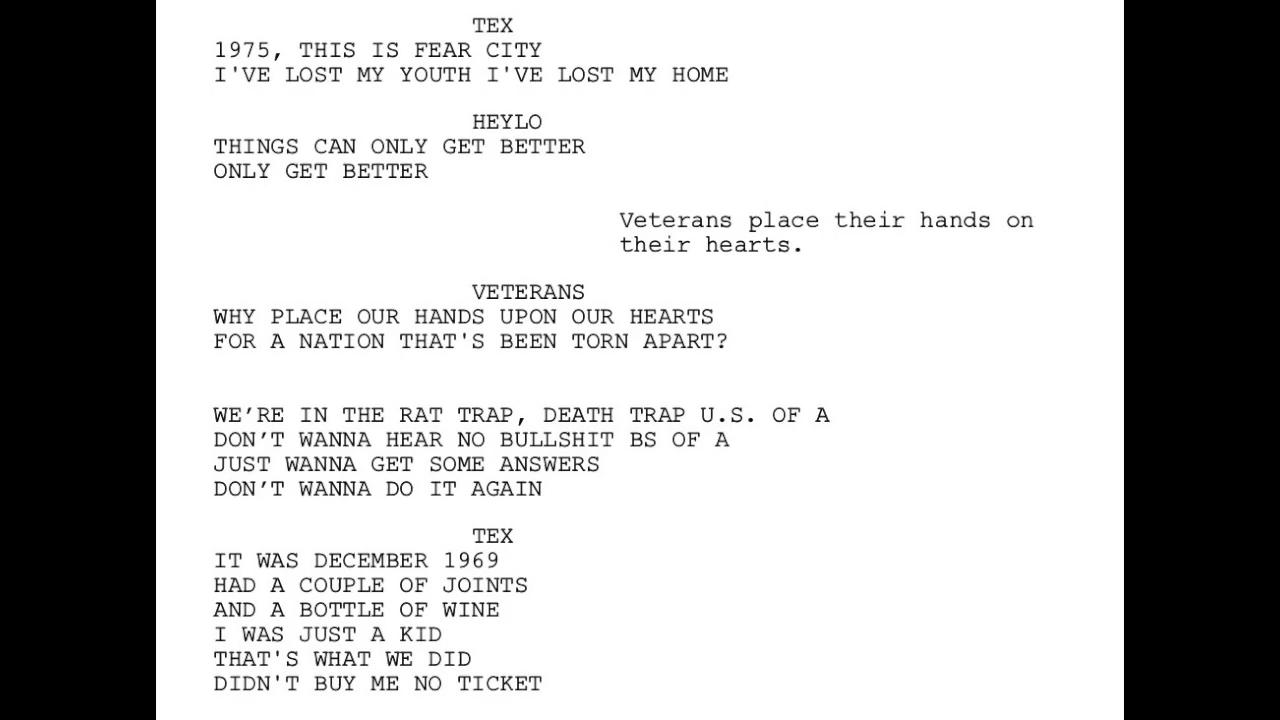 TEX
1975, THIS IS FEAR CITY
I'VE LOST MY YOUTH I'VE LOST MY HOME
HEYLO
THINGS CAN ONLY GET BETTER
ONLY GET BETTER
Veterans place their hands on
their hearts.
VETERANS
WHY PLACE OUR HANDS UPON OUR HEARTS
FOR A NATION THAT'S BEEN TORN APART?
WE’RE IN THE RAT TRAP, DEATH TRAP U.S. OF A
DON’T WANNA HEAR NO BULLSHIT BS OF A
JUST WANNA GET SOME ANSWERS
DON’T WANNA DO IT AGAIN
TEX
IT WAS DECEMBER 1969
HAD A COUPLE OF JOINTS
AND A BOTTLE OF WINE
I WAS JUST A KID
THAT'S WHAT WE DID
DIDN'T BUY ME NO TICKET